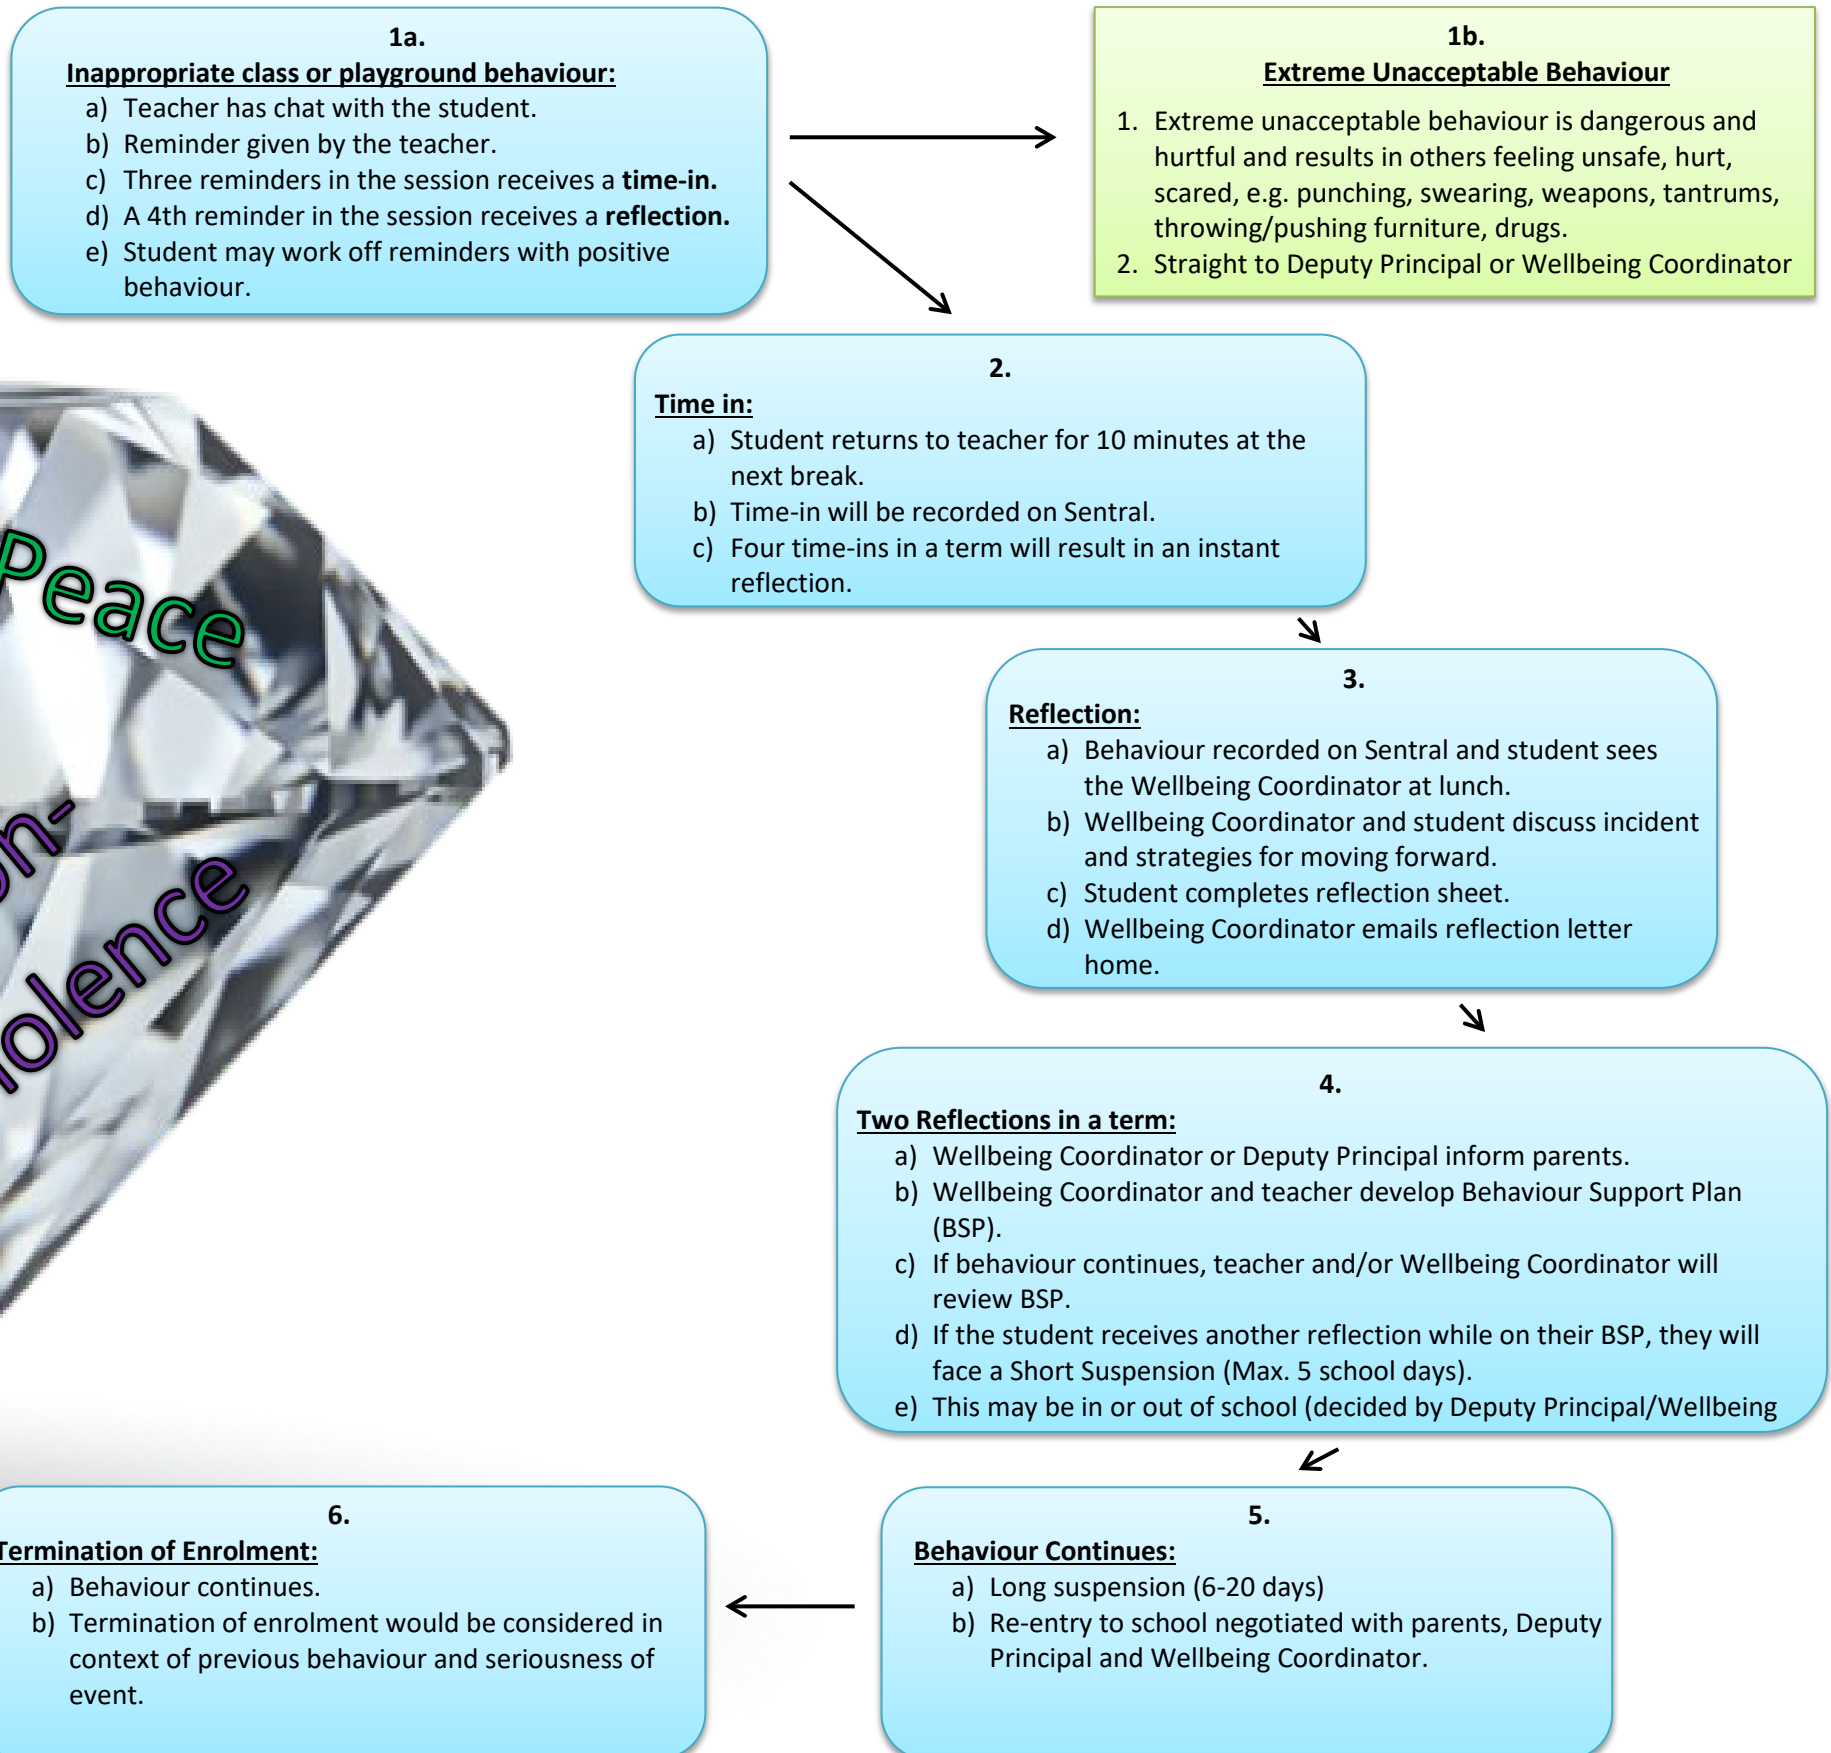 1a.
Inappropriate class or playground behaviour:
a) Teacher has chat with the student.
b) Reminder given by the teacher.
c) Three reminders in the session receives a time-in.
d) A 4th reminder in the session receives a reflection.
e) Student may work off reminders with positive
behaviour.
1b.
Extreme Unacceptable Behaviour
1. Extreme unacceptable behaviour is dangerous and
hurtful and results in others feeling unsafe, hurt,
scared, e.g. punching, swearing, weapons, tantrums,
throwing/pushing furniture, drugs.
2. Straight to Deputy Principal or Wellbeing Coordinator
2.
Time in:
a) Student returns to teacher for 10 minutes at the
next break.
b) Time-in will be recorded on Sentral.
c) Four time-ins in a term will result in an instant
reflection.
Peace
on-
olence
3.
Reflection:
a) Behaviour recorded on Sentral and student sees
the Wellbeing Coordinator at lunch.
b) Wellbeing Coordinator and student discuss incident
and strategies for moving forward.
c) Student completes reflection sheet.
d) Wellbeing Coordinator emails reflection letter
home.
4.
Two Reflections in a term:
a) Wellbeing Coordinator or Deputy Principal inform parents.
b) Wellbeing Coordinator and teacher develop Behaviour Support Plan
(BSP).
c) If behaviour continues, teacher and/or Wellbeing Coordinator will
review BSP.
d) If the student receives another reflection while on their BSP, they will
face a Short Suspension (Max. 5 school days).
e) This may be in or out of school (decided by Deputy Principal/Wellbeing
5.
Behaviour Continues:
a) Long suspension (6-20 days)
b) Re-entry to school negotiated with parents, Deputy
Principal and Wellbeing Coordinator.
6.
Termination of Enrolment:
a) Behaviour continues.
b) Termination of enrolment would be considered in
context of previous behaviour and seriousness of
event.